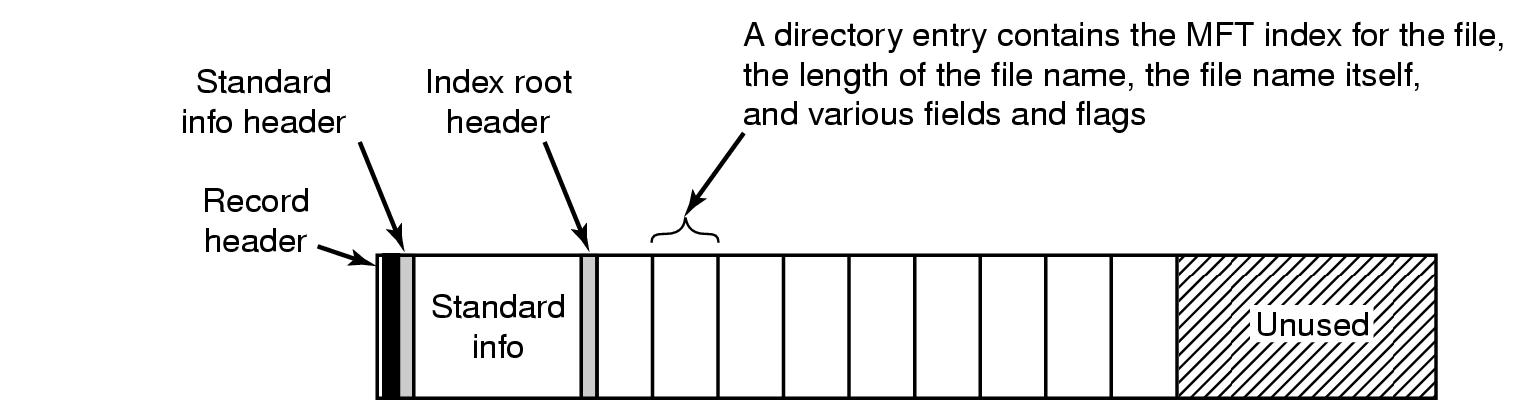 A directory entry contains the MFT index for the file,
the length of the file name, the file name itself,
and various fields and flags
Standard
info header
Index root
header
Record
header
Standard
info
Unused